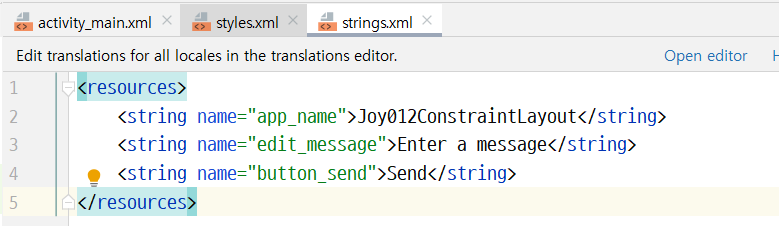 activity_main.xml × styles.xml × strings.xml ×
Edit translations for all locales in the translations editor. Open editor
1 <resources>
2 <string name="app_name">Joy012ConstraintLayout</string>
3 <string name="edit_message">Enter a message</string>
4 <string name="button_send">Send</string>
5 </resources>